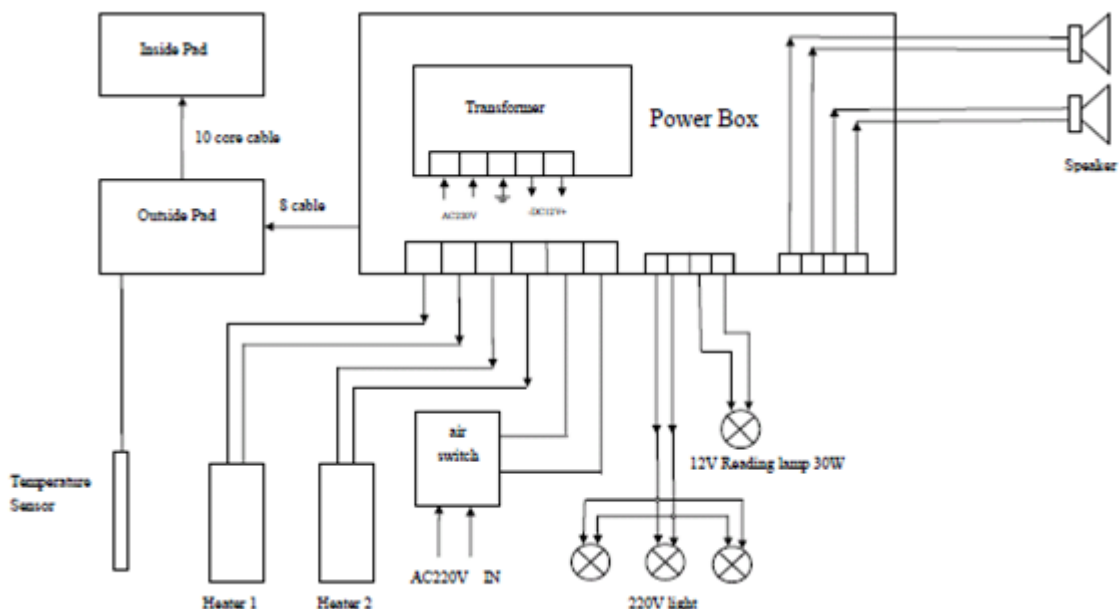 Inside Pad
10 core cable
Outside Pad
8 cable
Transformer
AC220V
-DC12V+
Power Box
Speaker
air
switch
12V Reading lamp 30W
Temperature
Sensor
AC220V IN
Heater 1
Heater 2
220V light